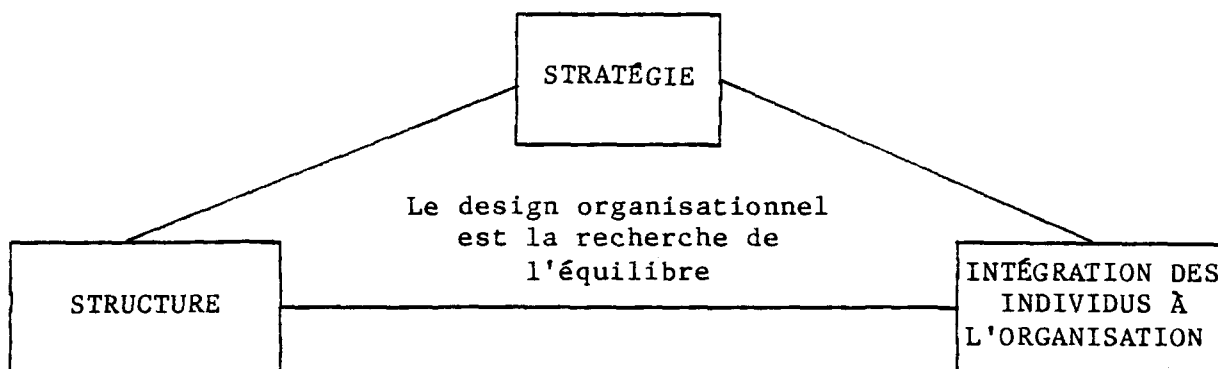 STRATÉGIE
Le design organisationnel
est la recherche de
l'équilibre
STRUCTURE
INTÉGRATION DES
INDIVIDUS À
L'ORGANISATION